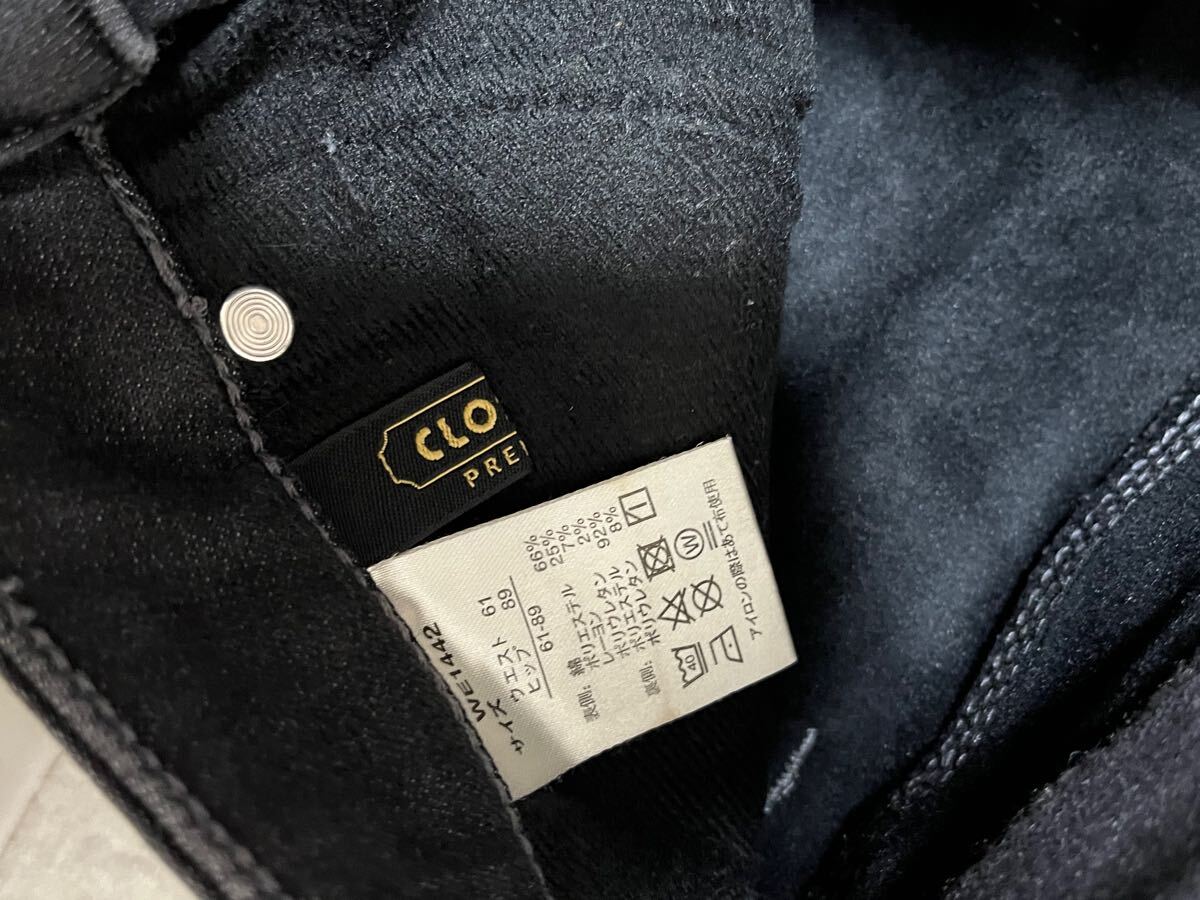 CLO
PRE
WE1442
サイズ ウエスト 61
ヒップ 89
61-89
表側: 綿 66%
ポリエステル 25%
レーヨン 7%
ポリウレタン 2%
裏側: ポリエステル 92%
ポリウレタン 8%
40
W
アイロンの際はあて布使用